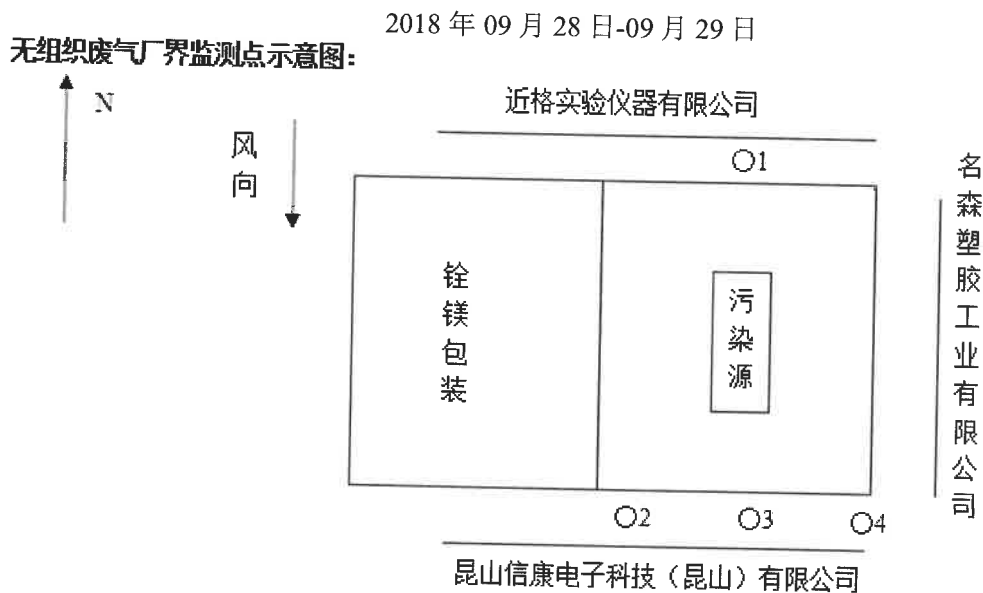 2018 年 09 月 28 日-09 月 29 日
无组织废气厂界监测点示意图：
N
风向
近格实验仪器有限公司
○1
名森塑胶工业有限公司
铨镁包装
污染源
○2
○3
○4
昆山信康电子科技（昆山）有限公司